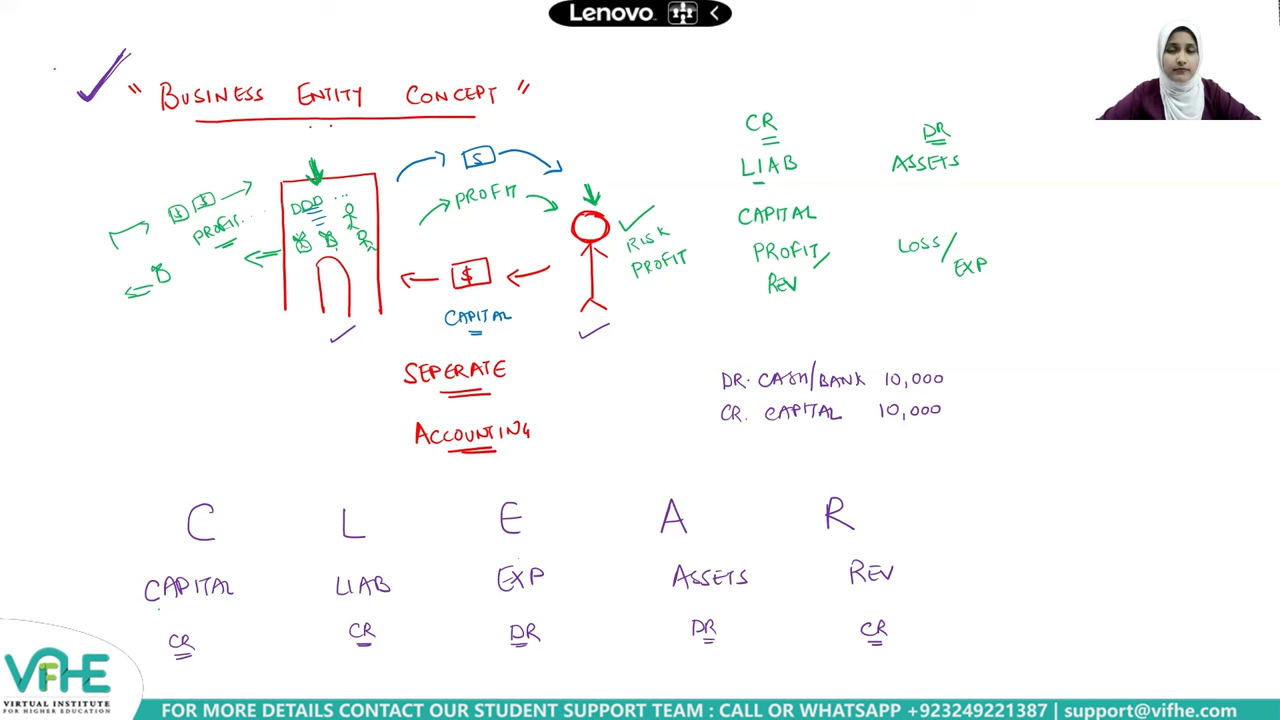 Lenovo
" BUSINESS ENTITY CONCEPT "
CR DR
LIAB ASSETS
CAPITAL
PROFIT/ LOSS/
REV EXP
$ $
PROFIT..
DDD ...
S
PROFIT
$
CAPITAL
RISK
PROFIT
SEPERATE
ACCOUNTING
DR. CASH/BANK 10,000
CR. CAPITAL 10,000
C L E A R
CAPITAL LIAB EXP ASSETS REV
CR CR DR DR CR
VIFHE
VIRTUAL INSTITUTE
FOR HIGHER EDUCATION
FOR MORE DETAILS CONTACT OUR STUDENT SUPPORT TEAM : CALL OR WHATSAPP +923249221387 | support@vifhe.com